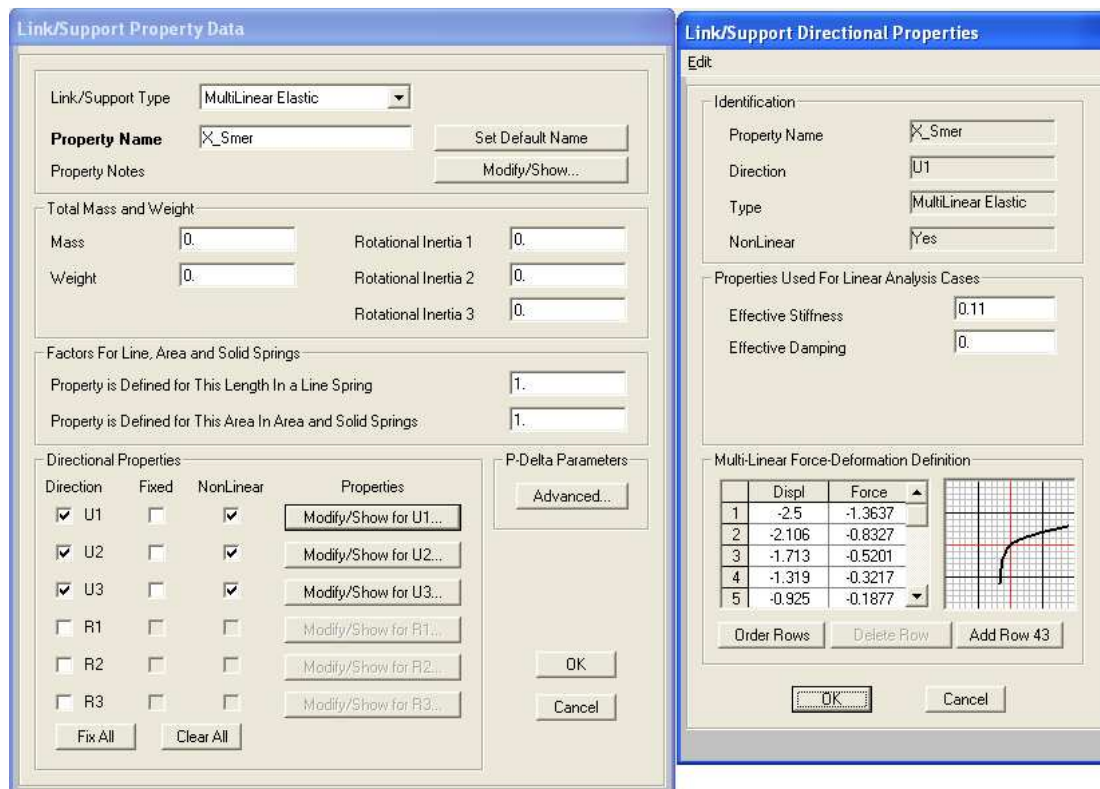 Link/Support Property Data
Link/Support Type MultiLinear Elastic
Property Name X_Smer Set Default Name
Property Notes Modify/Show...
Total Mass and Weight
Mass 0. Rotational Inertia 1 0.
Weight 0. Rotational Inertia 2 0.
Rotational Inertia 3 0.
Factors For Line, Area and Solid Springs
Property is Defined for This Length In a Line Spring 1.
Property is Defined for This Area In Area and Solid Springs 1.
Directional Properties
Direction Fixed NonLinear Properties
U1 Modify/Show for U1...
U2 Modify/Show for U2...
U3 Modify/Show for U3...
R1 Modify/Show for R1...
R2 Modify/Show for R2...
R3 Modify/Show for R3...
Fix All Clear All
P-Delta Parameters
Advanced...
OK
Cancel
Link/Support Directional Properties
Edit
Identification
Property Name X_Smer
Direction U1
Type MultiLinear Elastic
NonLinear Yes
Properties Used For Linear Analysis Cases
Effective Stiffness 0.11
Effective Damping 0.
Multi-Linear Force-Deformation Definition
Displ Force
1 -2.5 -1.3637
2 -2.106 -0.8327
3 -1.713 -0.5201
4 -1.319 -0.3217
5 -0.925 -0.1877
Order Rows Delete Row Add Row 43
OK Cancel